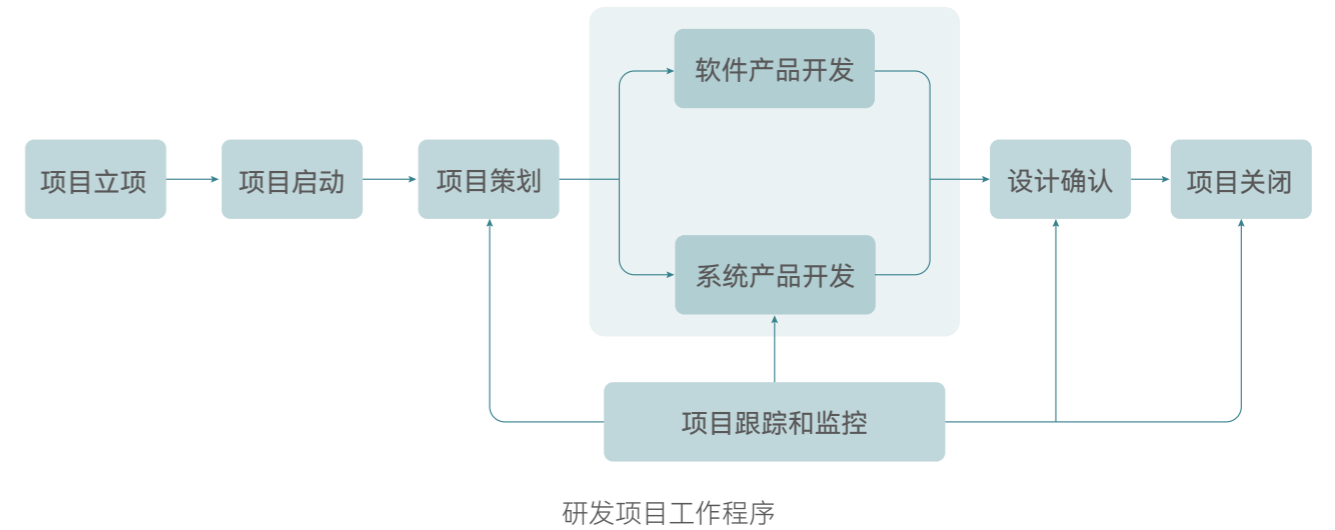 软件产品开发
项目立项
项目启动
项目策划
设计确认
项目关闭
系统产品开发
项目跟踪和监控
研发项目工作程序